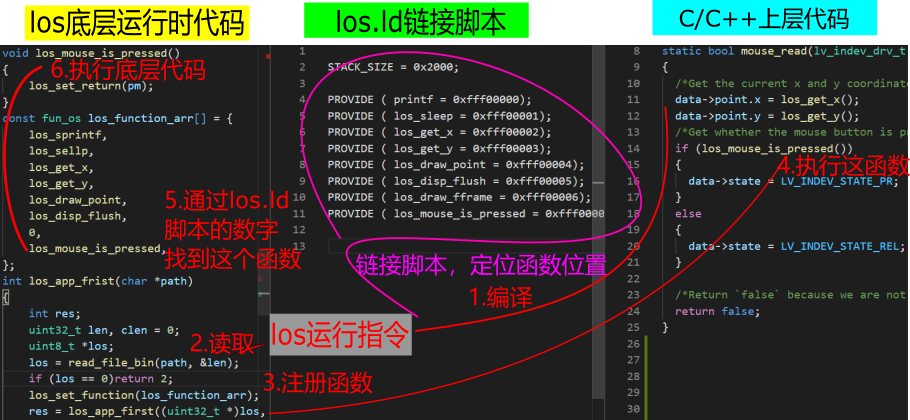 los底层运行时代码
los.ld链接脚本
C/C++上层代码
void los_mouse_is_pressed()
{
6.执行底层代码
los_set_return(pm);
}
const fun_os los_function_arr[] = {
los_sprintf,
los_sellp,
los_get_x,
los_get_y,
los_draw_point,
los_disp_flush,
0,
los_mouse_is_pressed,
};
5.通过los.ld
脚本的数字
找到这个函数
int los_app_frist(char *path)
{
int res;
uint32_t len, clen = 0;
uint8_t *los;
2.读取
los = read_file_bin(path, &len);
if (los == 0)return 2;
3.注册函数
los_set_function(los_function_arr);
res = los_app_first((uint32_t *)los,
1
2 STACK_SIZE = 0x2000;
3
4 PROVIDE ( printf = 0xfff00000);
5 PROVIDE ( los_sleep = 0xfff00001);
6 PROVIDE ( los_get_x = 0xfff00002);
7 PROVIDE ( los_get_y = 0xfff00003);
8 PROVIDE ( los_draw_point = 0xfff00004);
9 PROVIDE ( los_disp_flush = 0xfff00005);
10 PROVIDE ( los_draw_fframe = 0xfff00006);
11 PROVIDE ( los_mouse_is_pressed = 0xfff0000
12
13
链接脚本，定位函数位置
1.编译
los运行指令
8 static bool mouse_read(lv_indev_drv_t
9 {
10 /*Get the current x and y coordinate
11 data->point.x = los_get_x();
12 data->point.y = los_get_y();
13 /*Get whether the mouse button is pr
14 if (los_mouse_is_pressed())
15 {
4.执行这函数
16 data->state = LV_INDEV_STATE_PR;
17 }
18 else
19 {
20 data->state = LV_INDEV_STATE_REL;
21 }
22
23 /*Return `false` because we are not
24 return false;
25 }
26
27
28
29
30